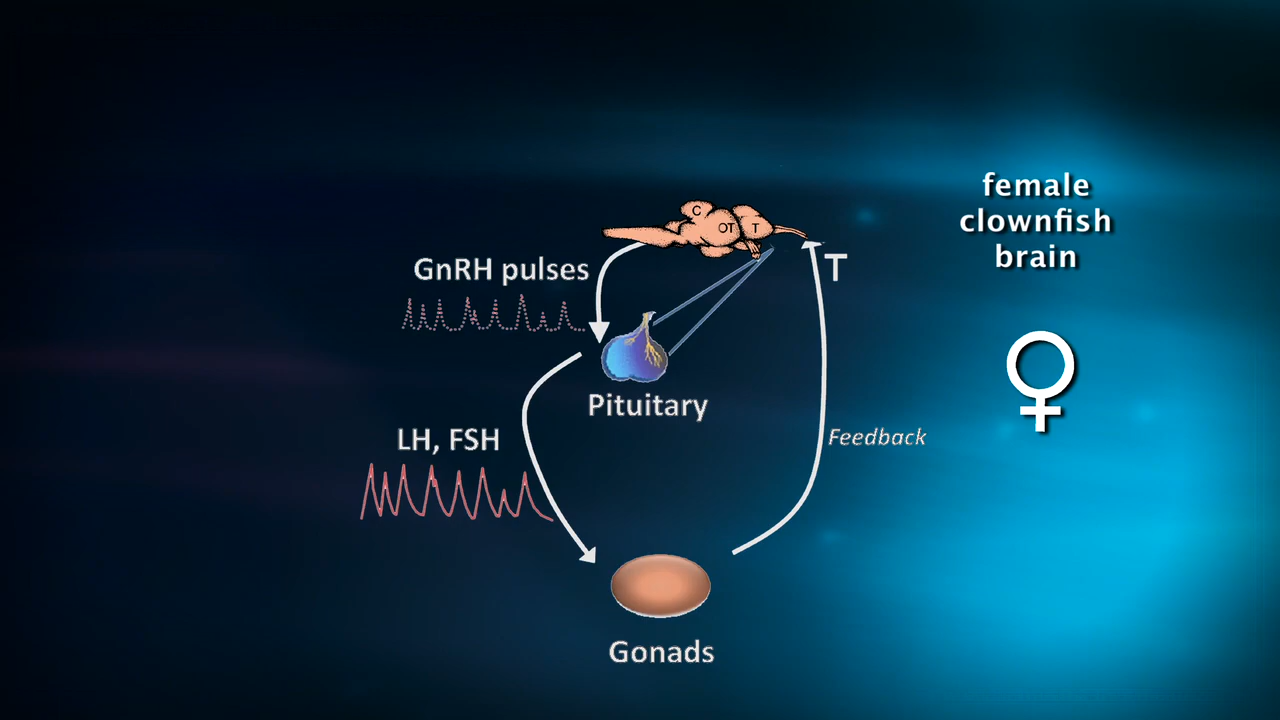 female
clownfish
brain
C
OT
T
T
GnRH pulses
Pituitary
LH, FSH
Feedback
Gonads